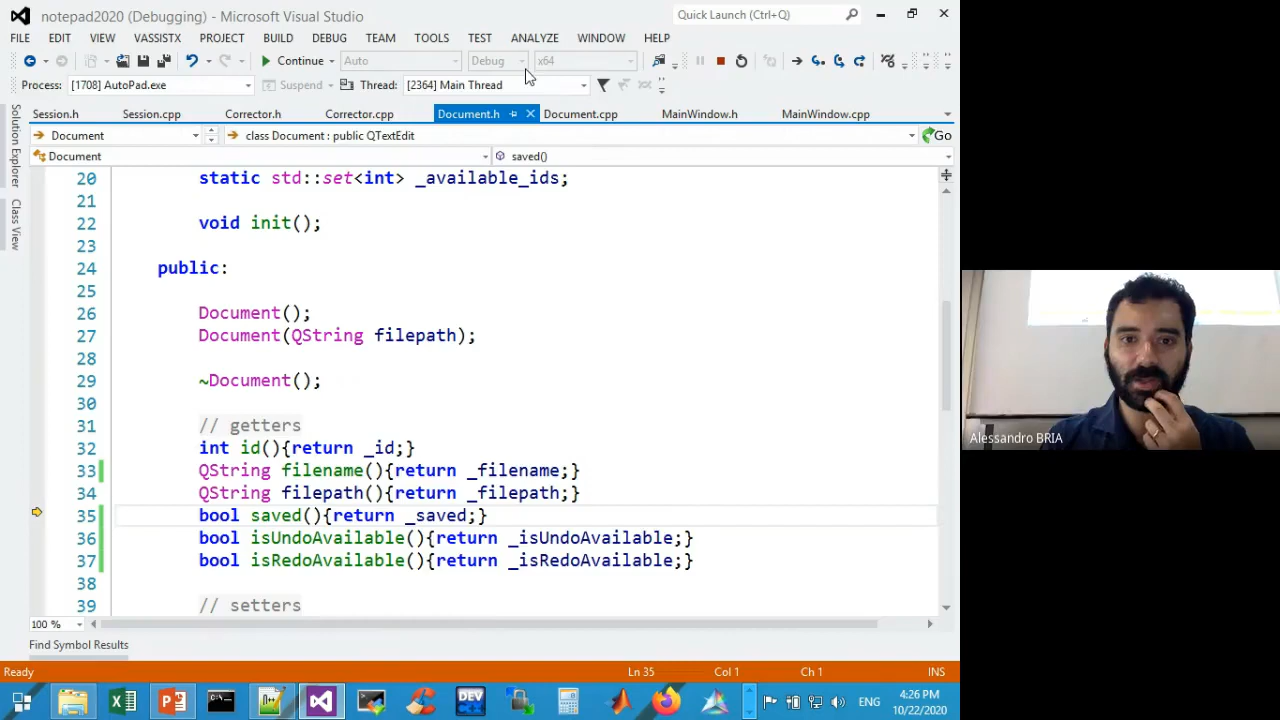 notepad2020 (Debugging) - Microsoft Visual Studio
Quick Launch (Ctrl+Q)
FILE EDIT VIEW VASSISTX PROJECT BUILD DEBUG TEAM TOOLS TEST ANALYZE WINDOW HELP
Continue Auto Debug x64
Process: [1708] AutoPad.exe Suspend Thread: [2364] Main Thread
Session.h Session.cpp Corrector.h Corrector.cpp Document.h Document.cpp MainWindow.h MainWindow.cpp
Document class Document : public QTextEdit Go
Document saved()
Solution Explorer
Class View
20 static std::set<int> _available_ids;
21
22 void init();
23
24 public:
25
26 Document();
27 Document(QString filepath);
28
29 ~Document();
30
31 // getters
32 int id(){return _id;}
33 QString filename(){return _filename;}
34 QString filepath(){return _filepath;}
35 bool saved(){return _saved;}
36 bool isUndoAvailable(){return _isUndoAvailable;}
37 bool isRedoAvailable(){return _isRedoAvailable;}
38
39 // setters
100 %
Find Symbol Results
Ready Ln 35 Col 1 Ch 1 INS
DEV
ENG
4:26 PM
10/22/2020
Alessandro BRIA